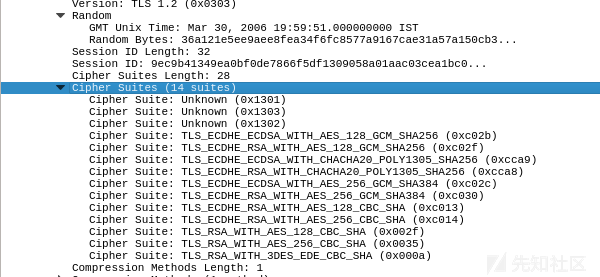 Version: TLS 1.2 (0x0303)
Random
GMT Unix Time: Mar 30, 2006 19:59:51.000000000 IST
Random Bytes: 36a121e5ee9aee8fea34f6fc8577a9167cae31a57a150cb3...
Session ID Length: 32
Session ID: 9ec9b41349ea0bf0de7866f5df1309058a01aac03cea1bc0...
Cipher Suites Length: 28
Cipher Suites (14 suites)
Cipher Suite: Unknown (0x1301)
Cipher Suite: Unknown (0x1303)
Cipher Suite: Unknown (0x1302)
Cipher Suite: TLS_ECDHE_ECDSA_WITH_AES_128_GCM_SHA256 (0xc02b)
Cipher Suite: TLS_ECDHE_RSA_WITH_AES_128_GCM_SHA256 (0xc02f)
Cipher Suite: TLS_ECDHE_ECDSA_WITH_CHACHA20_POLY1305_SHA256 (0xcca9)
Cipher Suite: TLS_ECDHE_RSA_WITH_CHACHA20_POLY1305_SHA256 (0xcca8)
Cipher Suite: TLS_ECDHE_ECDSA_WITH_AES_256_GCM_SHA384 (0xc02c)
Cipher Suite: TLS_ECDHE_RSA_WITH_AES_256_GCM_SHA384 (0xc030)
Cipher Suite: TLS_ECDHE_RSA_WITH_AES_128_CBC_SHA (0xc013)
Cipher Suite: TLS_ECDHE_RSA_WITH_AES_256_CBC_SHA (0xc014)
Cipher Suite: TLS_RSA_WITH_AES_128_CBC_SHA (0x002f)
Cipher Suite: TLS_RSA_WITH_AES_256_CBC_SHA (0x0035)
Cipher Suite: TLS_RSA_WITH_3DES_EDE_CBC_SHA (0x000a)
Compression Methods Length: 1
先知社区